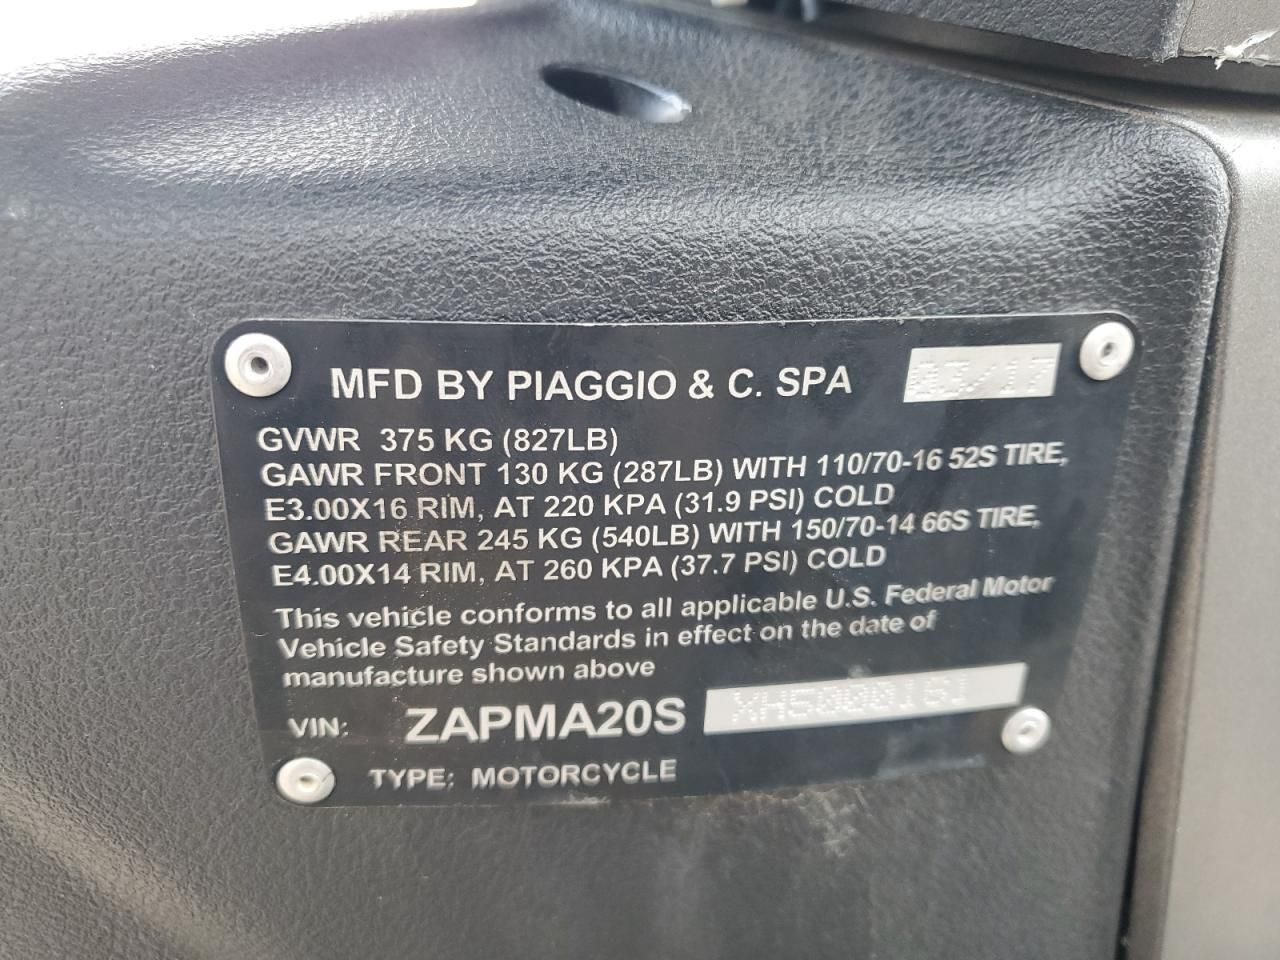 MFD BY PIAGGIO & C. SPA 03/17
GVWR 375 KG (827LB)
GAWR FRONT 130 KG (287LB) WITH 110/70-16 52S TIRE,
E3.00X16 RIM, AT 220 KPA (31.9 PSI) COLD
GAWR REAR 245 KG (540LB) WITH 150/70-14 66S TIRE,
E4.00X14 RIM, AT 260 KPA (37.7 PSI) COLD
This vehicle conforms to all applicable U.S. Federal Motor
Vehicle Safety Standards in effect on the date of
manufacture shown above
VIN: ZAPMA20S XH5000161
TYPE: MOTORCYCLE